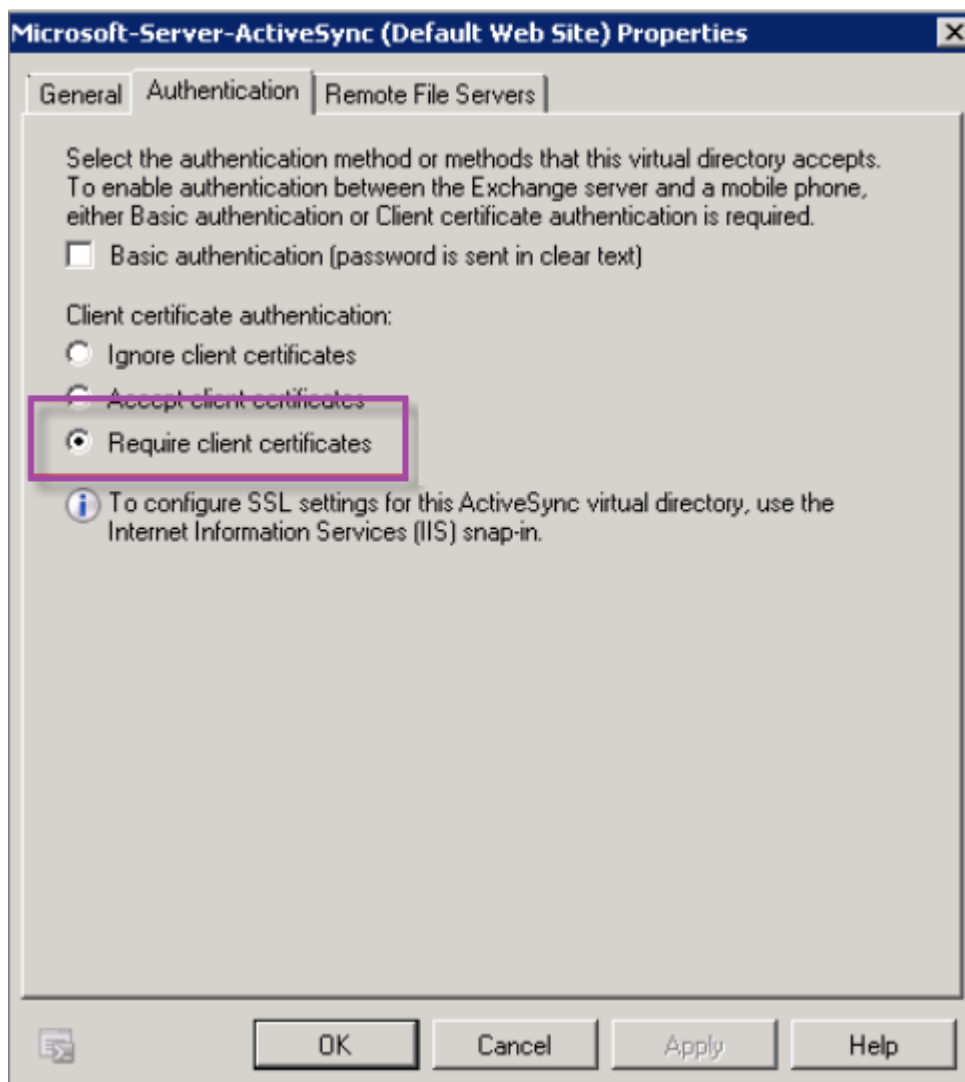 Microsoft-Server-ActiveSync (Default Web Site) Properties
General
Authentication
Remote File Servers
Select the authentication method or methods that this virtual directory accepts.
To enable authentication between the Exchange server and a mobile phone,
either Basic authentication or Client certificate authentication is required.
Basic authentication (password is sent in clear text)
Client certificate authentication:
Ignore client certificates
Accept client certificates
Require client certificates
To configure SSL settings for this ActiveSync virtual directory, use the
Internet Information Services (IIS) snap-in.
OK
Cancel
Apply
Help